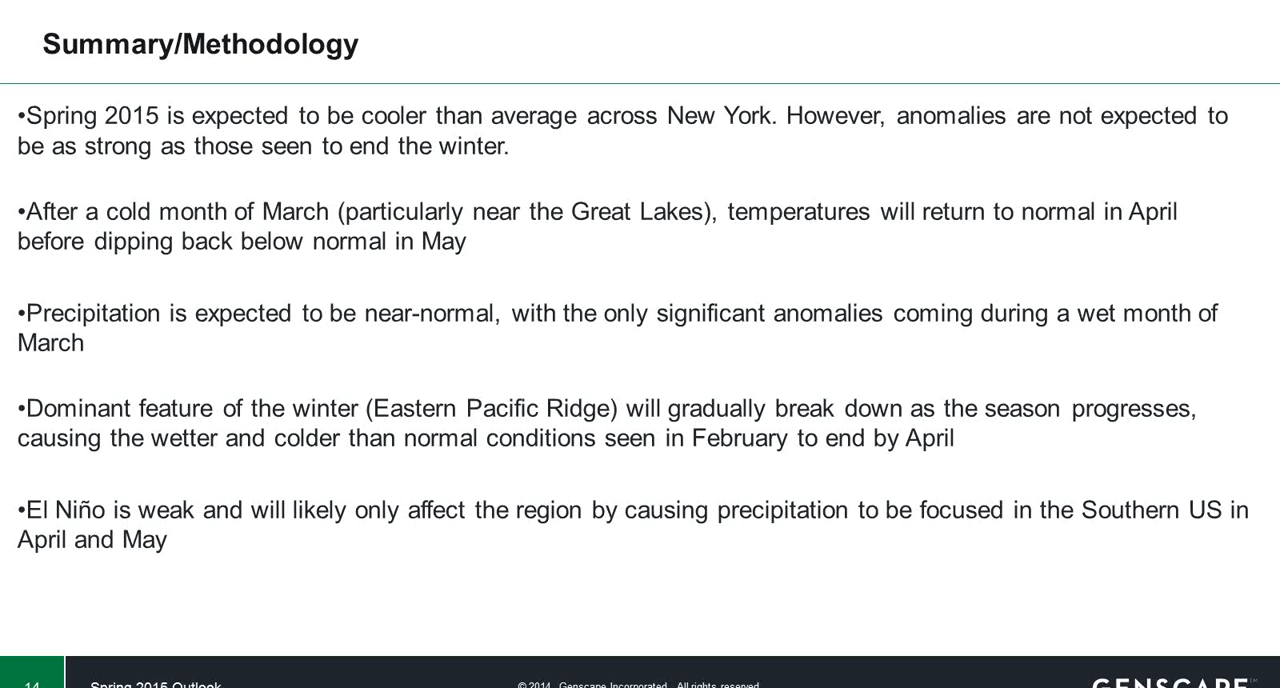 Summary/Methodology
•Spring 2015 is expected to be cooler than average across New York. However, anomalies are not expected to
be as strong as those seen to end the winter.
•After a cold month of March (particularly near the Great Lakes), temperatures will return to normal in April
before dipping back below normal in May
•Precipitation is expected to be near-normal, with the only significant anomalies coming during a wet month of
March
•Dominant feature of the winter (Eastern Pacific Ridge) will gradually break down as the season progresses,
causing the wetter and colder than normal conditions seen in February to end by April
•El Niño is weak and will likely only affect the region by causing precipitation to be focused in the Southern US in
April and May
14 Spring 2015 Outlook © 2014. Genscape Incorporated. All rights reserved. GENSCAPE™